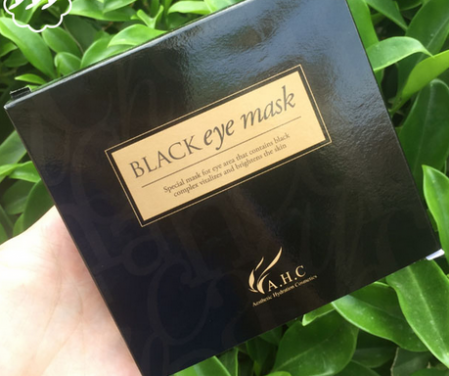 BLACK eye mask
Special mask for eye area that contains black
complex vitalizes and brightens the skin
A.H.C
Aesthetic Hydration Cosmetics